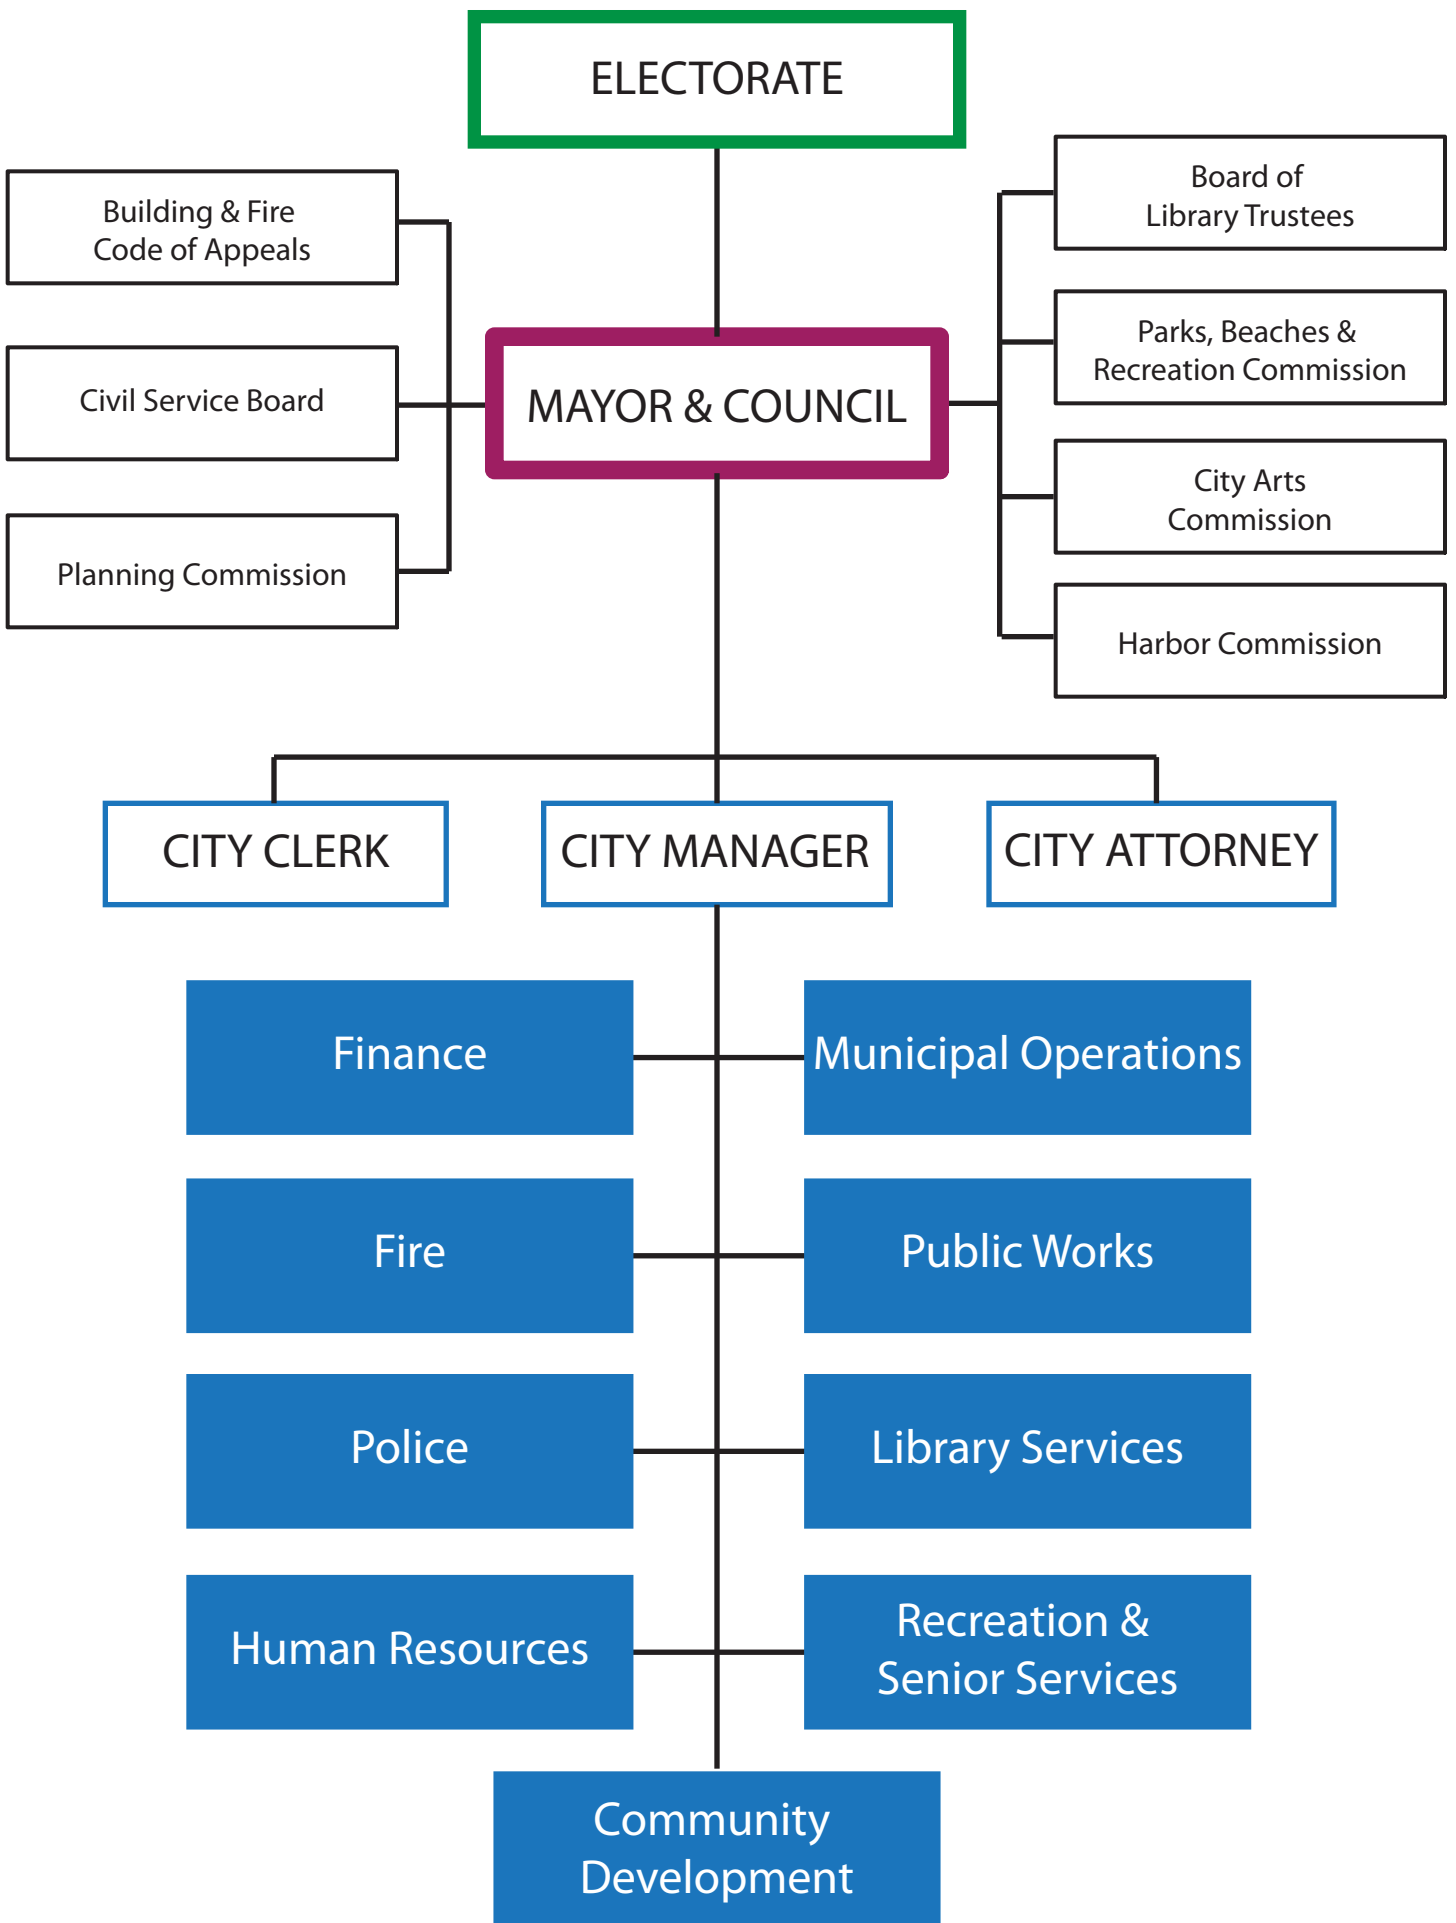 ELECTORATE
Building & Fire
Code of Appeals
Civil Service Board
Planning Commission
MAYOR & COUNCIL
Board of
Library Trustees
Parks, Beaches &
Recreation Commission
City Arts
Commission
Harbor Commission
CITY CLERK
CITY MANAGER
CITY ATTORNEY
Finance
Municipal Operations
Fire
Public Works
Police
Library Services
Human Resources
Recreation &
Senior Services
Community
Development